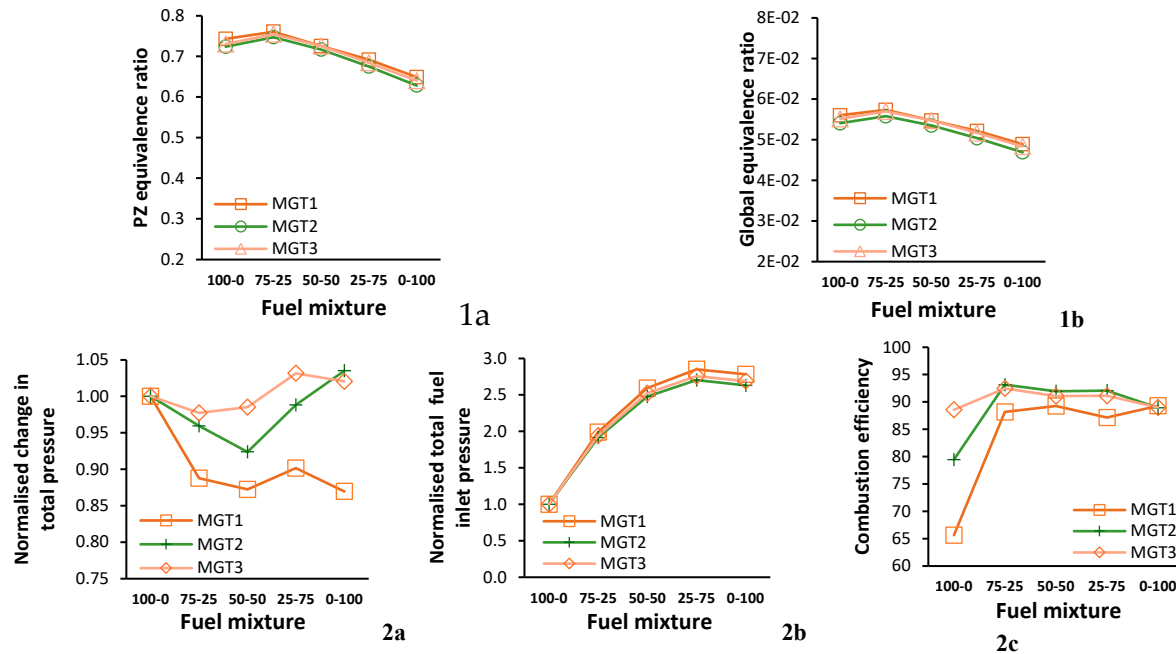 0.8
0.7
0.6
0.5
0.4
0.3
0.2
PZ equivalence ratio
MGT1
MGT2
MGT3
100-0 75-25 50-50 25-75 0-100
Fuel mixture
1a
8E-02
7E-02
6E-02
5E-02
4E-02
3E-02
2E-02
Global equivalence ratio
MGT1
MGT2
MGT3
100-0 75-25 50-50 25-75 0-100
Fuel mixture
1b
1.05
1.00
0.95
0.90
0.85
0.80
0.75
Normalised change in
total pressure
MGT1
MGT2
MGT3
100-0 75-25 50-50 25-75 0-100
Fuel mixture
2a
3.0
2.5
2.0
1.5
1.0
0.5
0.0
Normalised total fuel
inlet pressure
MGT1
MGT2
MGT3
100-0 75-25 50-50 25-75 0-100
Fuel mixture
2b
100
95
90
85
80
75
70
65
60
Combustion efficiency
MGT1
MGT2
MGT3
100-0 75-25 50-50 25-75 0-100
Fuel mixture
2c